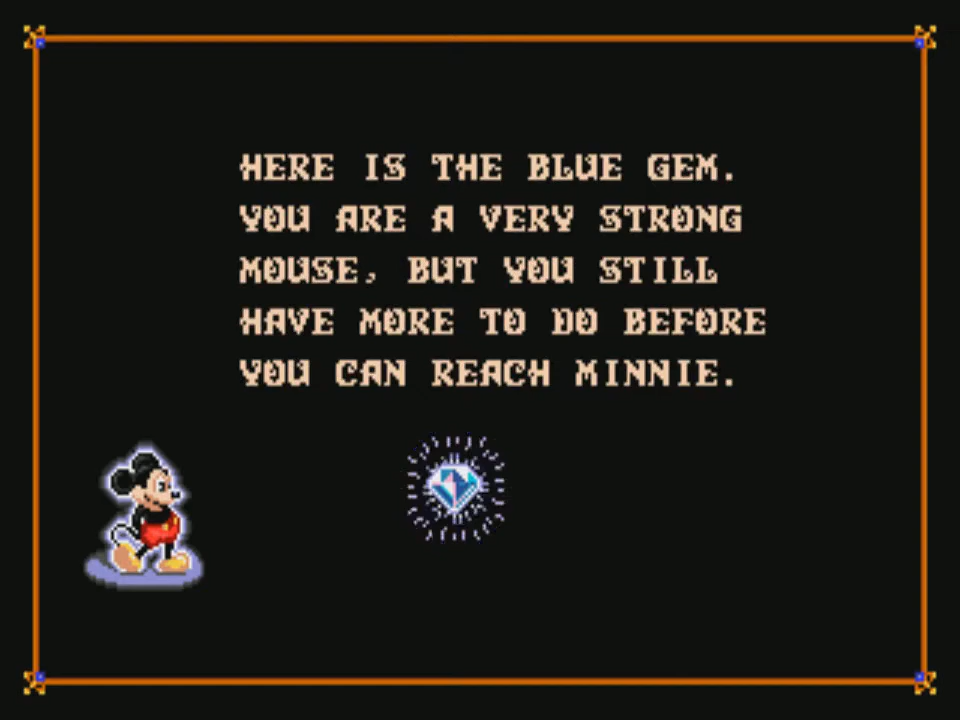 HERE IS THE BLUE GEM.
YOU ARE A VERY STRONG
MOUSE, BUT YOU STILL
HAVE MORE TO DO BEFORE
YOU CAN REACH MINNIE.